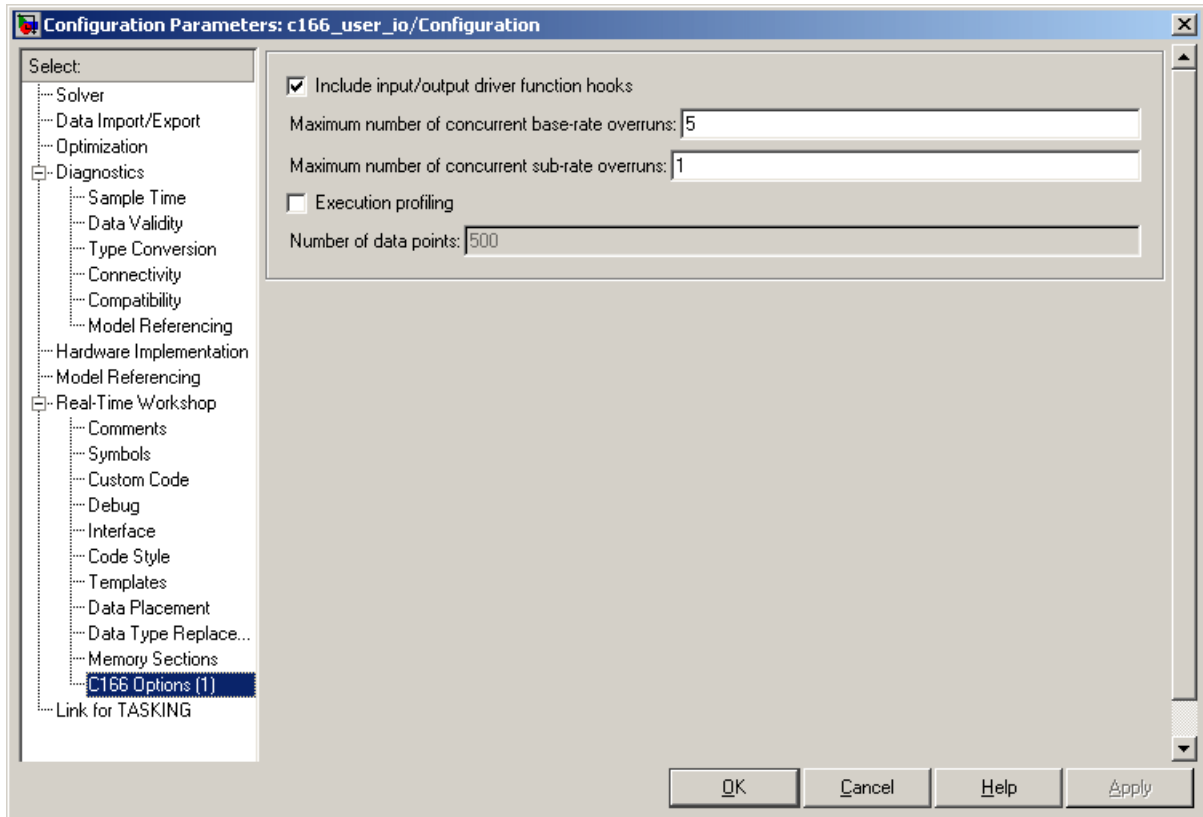 Configuration Parameters: c166_user_io/Configuration
Select:
Solver
Data Import/Export
Optimization
Diagnostics
Sample Time
Data Validity
Type Conversion
Connectivity
Compatibility
Model Referencing
Hardware Implementation
Model Referencing
Real-Time Workshop
Comments
Symbols
Custom Code
Debug
Interface
Code Style
Templates
Data Placement
Data Type Replace...
Memory Sections
C166 Options (1)
Link for TASKING
Include input/output driver function hooks
Maximum number of concurrent base-rate overruns: 5
Maximum number of concurrent sub-rate overruns: 1
Execution profiling
Number of data points: 500
OK Cancel Help Apply